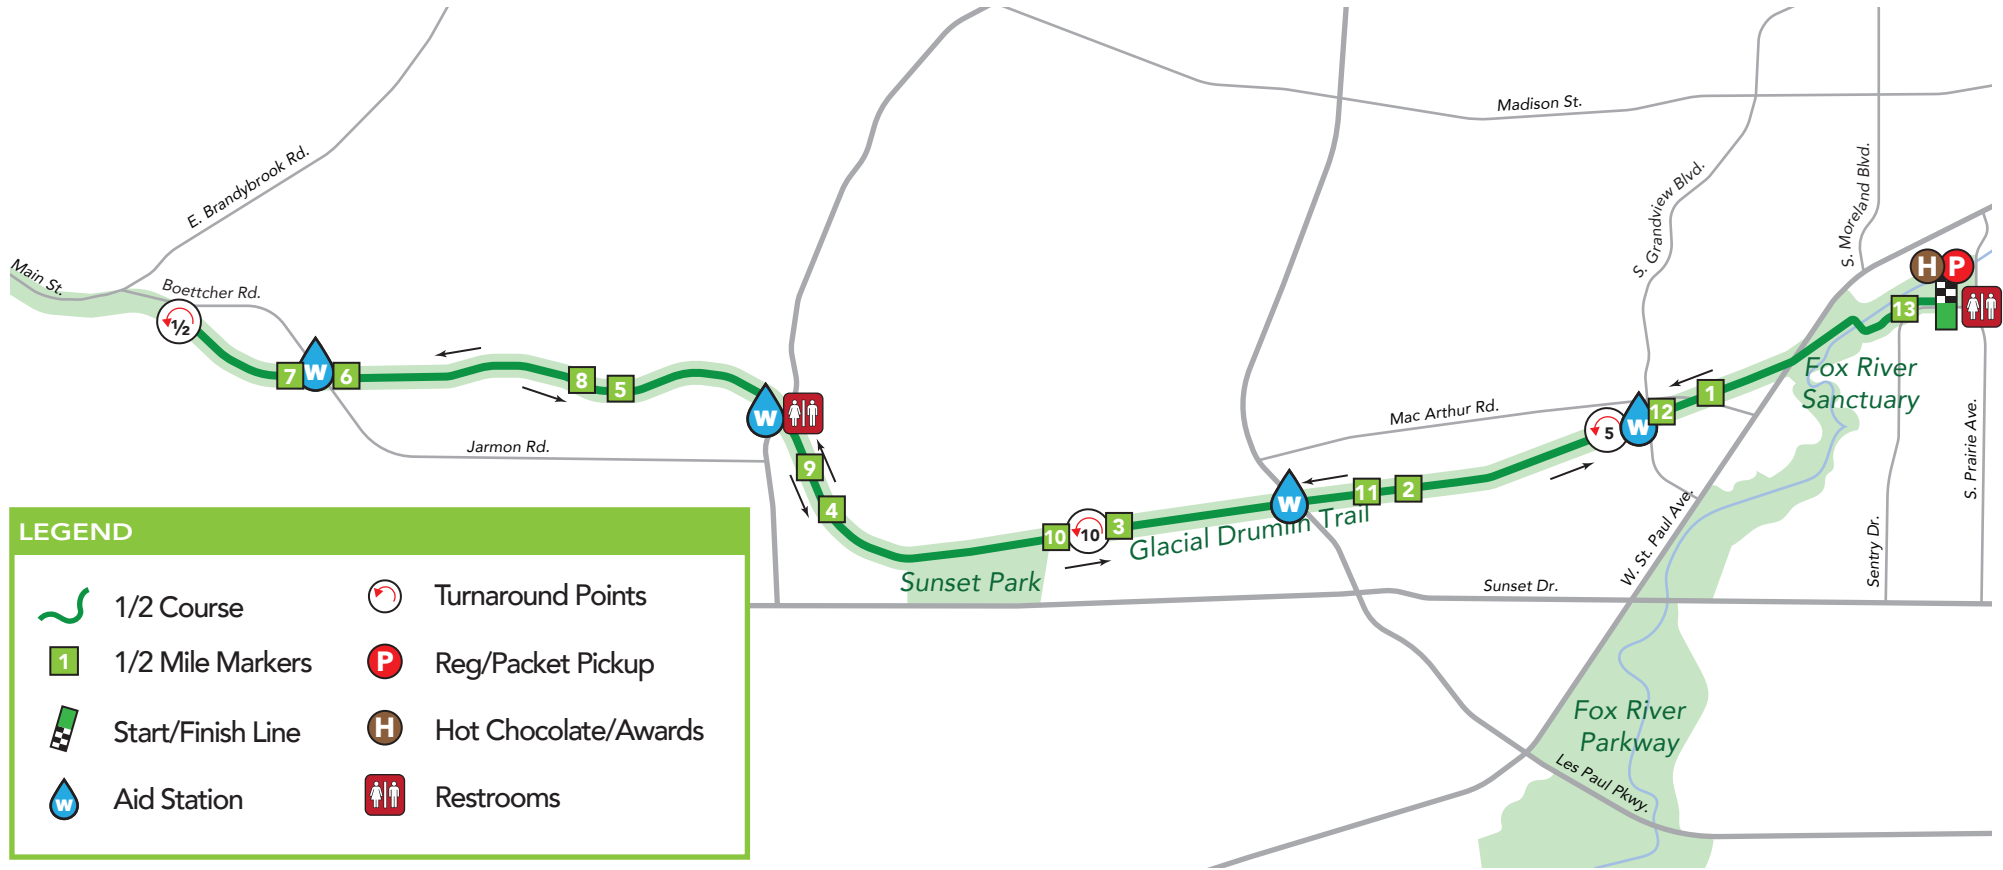 Madison St.
E. Brandybrook Rd.
S. Grandview Blvd.
S. Moreland Blvd.
Main St.
Boettcher Rd.
H
P
1/2
13
7
W
6
8
5
W
Fox River
Sanctuary
1
12
W
5
Mac Arthur Rd.
Jarmon Rd.
9
4
W
11
2
S. Prairie Ave.
10
10
3
Glacial Drumlin Trail
W. St. Paul Ave.
Sentry Dr.
Sunset Park
Sunset Dr.
Fox River
Parkway
Les Paul Pkwy.
LEGEND
1/2 Course
1
1/2 Mile Markers
Start/Finish Line
W
Aid Station
Turnaround Points
P
Reg/Packet Pickup
H
Hot Chocolate/Awards
Restrooms